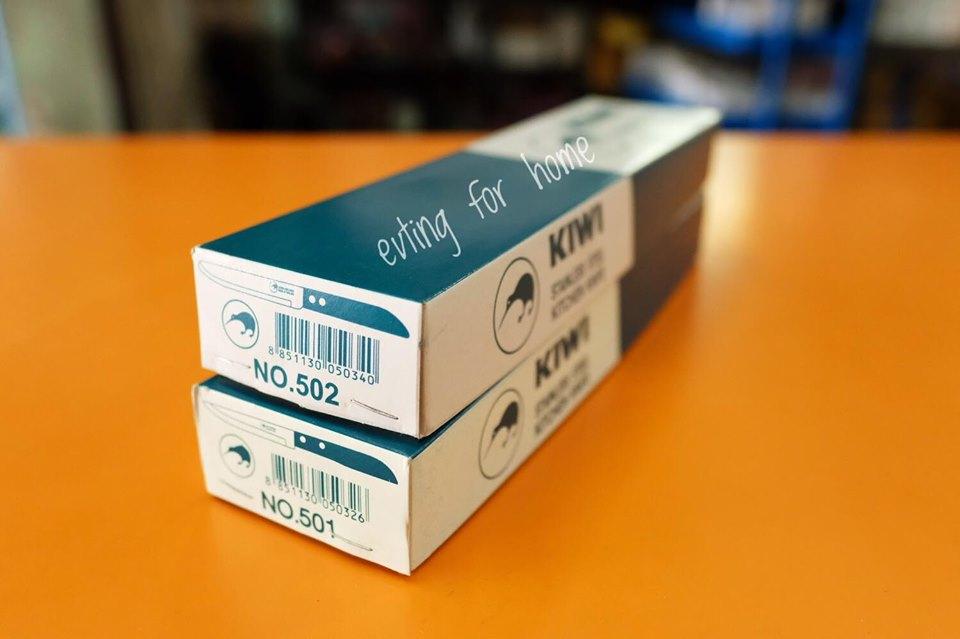 evting for home
KIWI
STAINLESS STEEL
KITCHEN KNIFE
8 851130 050340
NO.502
KIWI
STAINLESS STEEL
KITCHEN KNIFE
8 851130 050326
NO.501